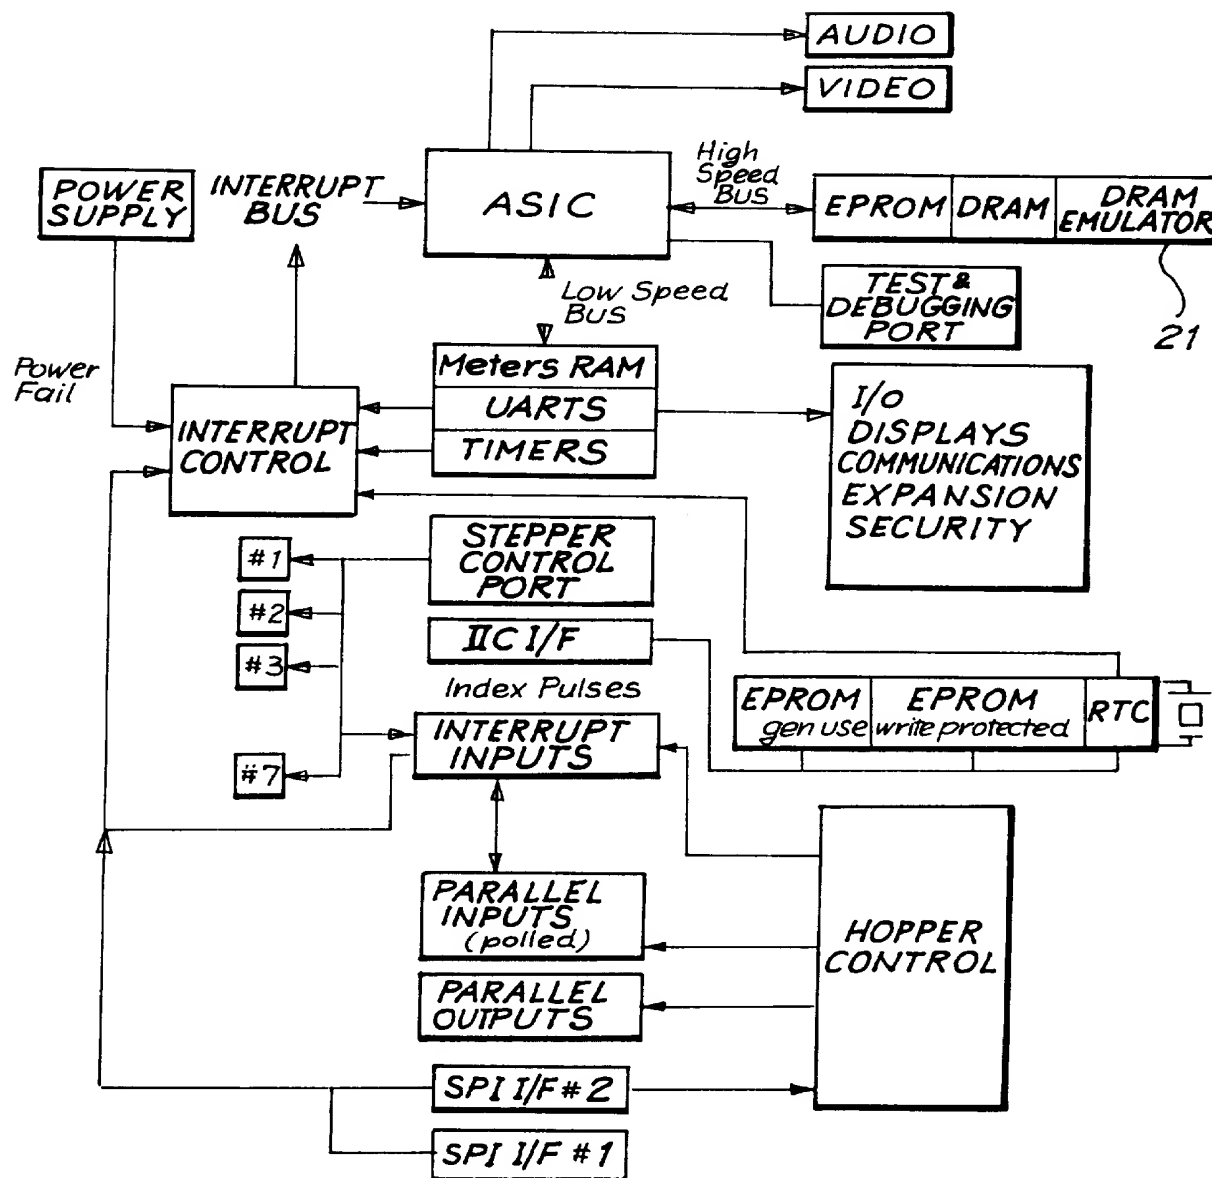 AUDIO
VIDEO
POWER
SUPPLY
INTERRUPT
BUS
ASIC
High
Speed
Bus
EPROM
DRAM
DRAM
EMULATOR
21
TEST &
DEBUGGING
PORT
Low Speed
Bus
Power
Fail
INTERRUPT
CONTROL
Meters RAM
UARTS
TIMERS
I/O
DISPLAYS
COMMUNICATIONS
EXPANSION
SECURITY
STEPPER
CONTROL
PORT
#1
#2
#3
#7
IIC I/F
Index Pulses
INTERRUPT
INPUTS
EPROM
gen use
EPROM
write protected
RTC
PARALLEL
INPUTS
(polled)
PARALLEL
OUTPUTS
HOPPER
CONTROL
SPI I/F #2
SPI I/F #1